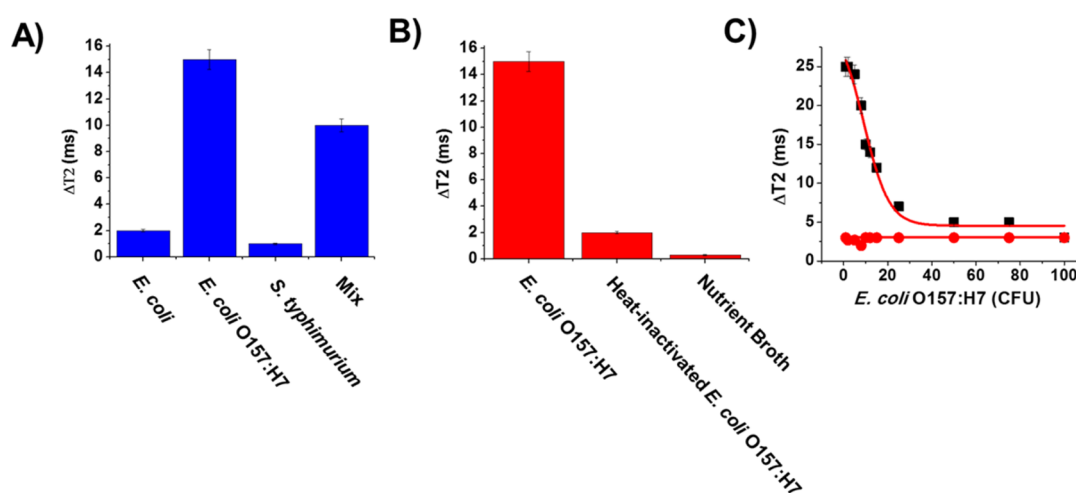 A)
16
14
12
10
8
6
4
2
0
ΔT2 (ms)
E. coli
E. coli O157:H7
S. typhimurium
Mix
B)
16
14
12
10
8
6
4
2
0
ΔT2 (ms)
E. coli O157:H7
Heat-inactivated E. coli O157:H7
Nutrient Broth
C)
25
20
15
10
5
0
ΔT2 (ms)
0 20 40 60 80 100
E. coli O157:H7 (CFU)